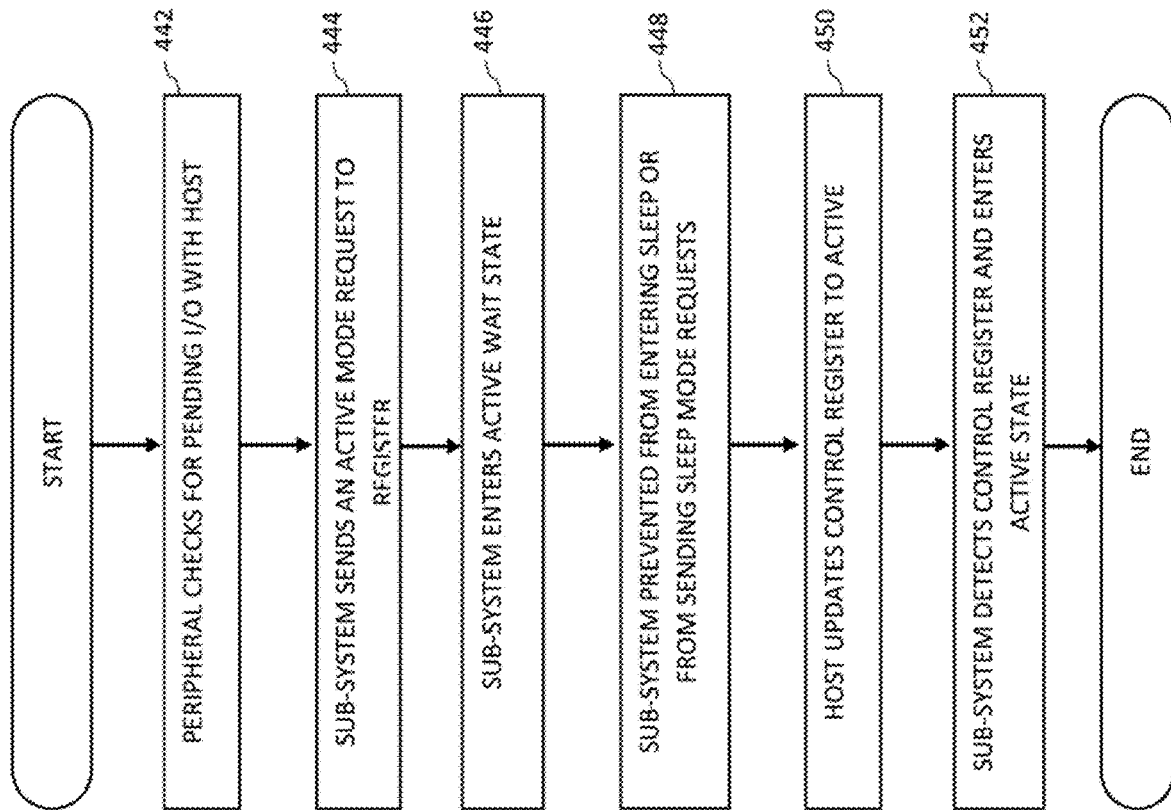 START
442
PERIPHERAL CHECKS FOR PENDING I/O WITH HOST
444
SUB-SYSTEM SENDS AN ACTIVE MODE REQUEST TO
REGISTER
446
SUB-SYSTEM ENTERS ACTIVE WAIT STATE
448
SUB-SYSTEM PREVENTED FROM ENTERING SLEEP OR
FROM SENDING SLEEP MODE REQUESTS
450
HOST UPDATES CONTROL REGISTER TO ACTIVE
452
SUB-SYSTEM DETECTS CONTROL REGISTER AND ENTERS
ACTIVE STATE
END